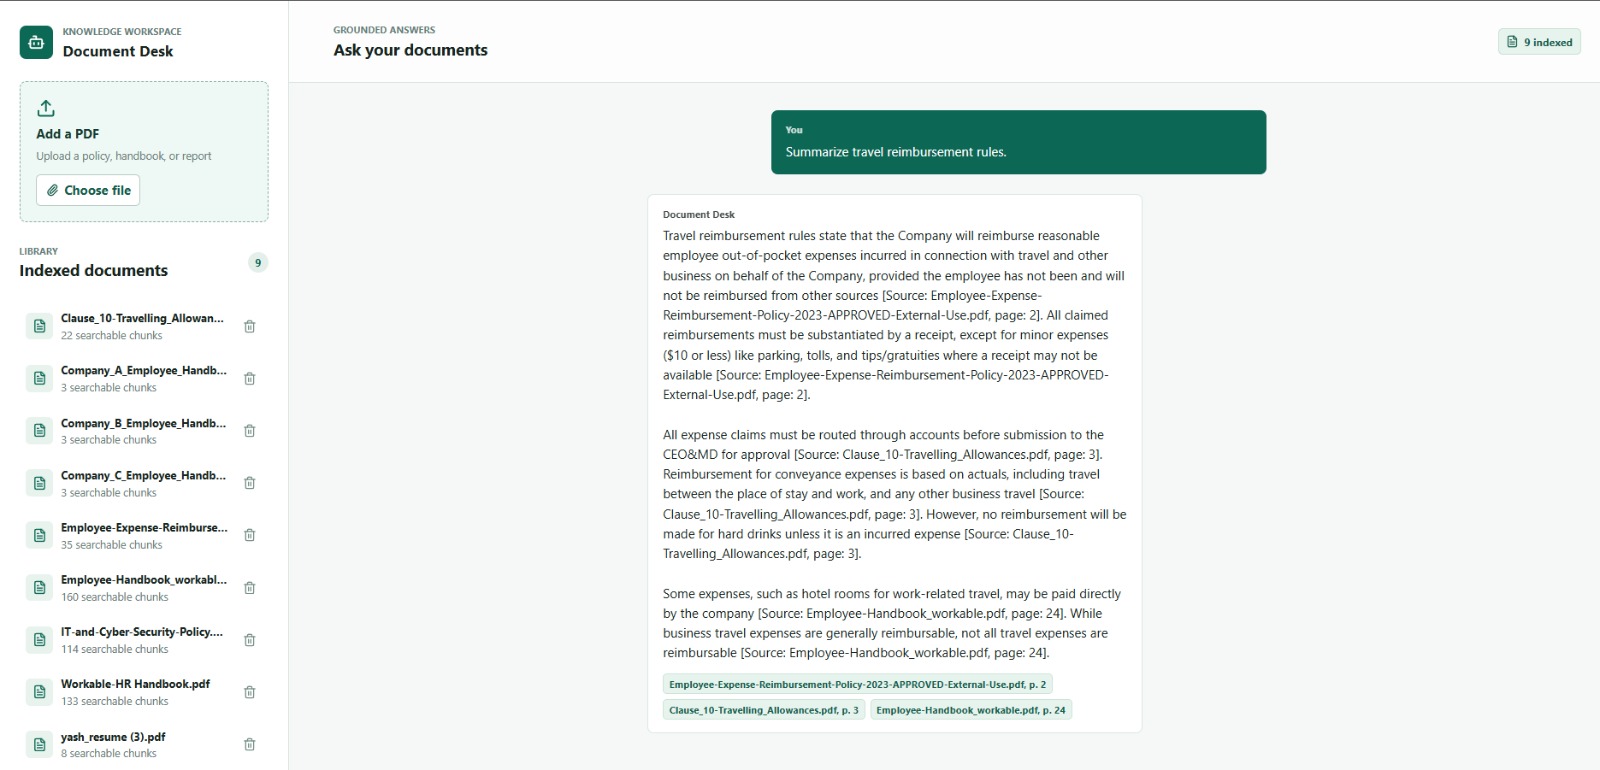 KNOWLEDGE WORKSPACE
Document Desk
Add a PDF
Upload a policy, handbook, or report
Choose file
LIBRARY
Indexed documents
9
Clause_10-Travelling_Allowan...
22 searchable chunks
Company_A_Employee_Handb...
3 searchable chunks
Company_B_Employee_Handb...
3 searchable chunks
Company_C_Employee_Handb...
3 searchable chunks
Employee-Expense-Reimburse...
35 searchable chunks
Employee-Handbook_workabl...
160 searchable chunks
IT-and-Cyber-Security-Policy....
114 searchable chunks
Workable-HR Handbook.pdf
133 searchable chunks
yash_resume (3).pdf
8 searchable chunks
GROUNDED ANSWERS
Ask your documents
9 indexed
You
Summarize travel reimbursement rules.
Document Desk
Travel reimbursement rules state that the Company will reimburse reasonable
employee out-of-pocket expenses incurred in connection with travel and other
business on behalf of the Company, provided the employee has not been and will
not be reimbursed from other sources [Source: Employee-Expense-
Reimbursement-Policy-2023-APPROVED-External-Use.pdf, page: 2]. All claimed
reimbursements must be substantiated by a receipt, except for minor expenses
($10 or less) like parking, tolls, and tips/gratuities where a receipt may not be
available [Source: Employee-Expense-Reimbursement-Policy-2023-APPROVED-
External-Use.pdf, page: 2].
All expense claims must be routed through accounts before submission to the
CEO&MD for approval [Source: Clause_10-Travelling_Allowances.pdf, page: 3].
Reimbursement for conveyance expenses is based on actuals, including travel
between the place of stay and work, and any other business travel [Source:
Clause_10-Travelling_Allowances.pdf, page: 3]. However, no reimbursement will be
made for hard drinks unless it is an incurred expense [Source: Clause_10-
Travelling_Allowances.pdf, page: 3].
Some expenses, such as hotel rooms for work-related travel, may be paid directly
by the company [Source: Employee-Handbook_workable.pdf, page: 24]. While
business travel expenses are generally reimbursable, not all travel expenses are
reimbursable [Source: Employee-Handbook_workable.pdf, page: 24].
Employee-Expense-Reimbursement-Policy-2023-APPROVED-External-Use.pdf, p. 2
Clause_10-Travelling_Allowances.pdf, p. 3
Employee-Handbook_workable.pdf, p. 24